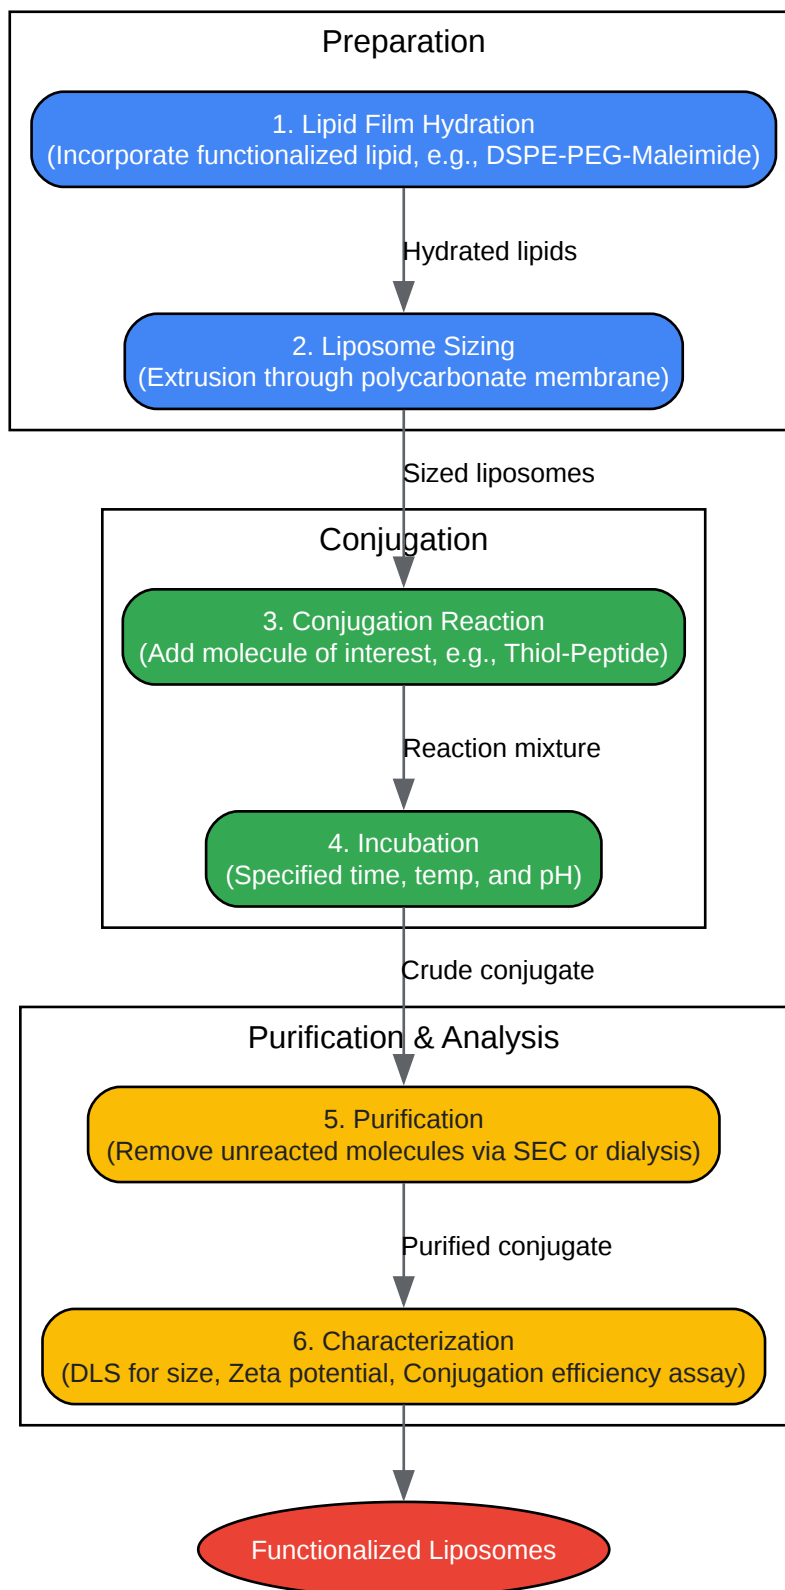 Preparation
1. Lipid Film Hydration
(Incorporate functionalized lipid, e.g., DSPE-PEG-Maleimide)
Hydrated lipids
2. Liposome Sizing
(Extrusion through polycarbonate membrane)
Sized liposomes
Conjugation
3. Conjugation Reaction
(Add molecule of interest, e.g., Thiol-Peptide)
Reaction mixture
4. Incubation
(Specified time, temp, and pH)
Crude conjugate
Purification & Analysis
5. Purification
(Remove unreacted molecules via SEC or dialysis)
Purified conjugate
6. Characterization
(DLS for size, Zeta potential, Conjugation efficiency assay)
Functionalized Liposomes